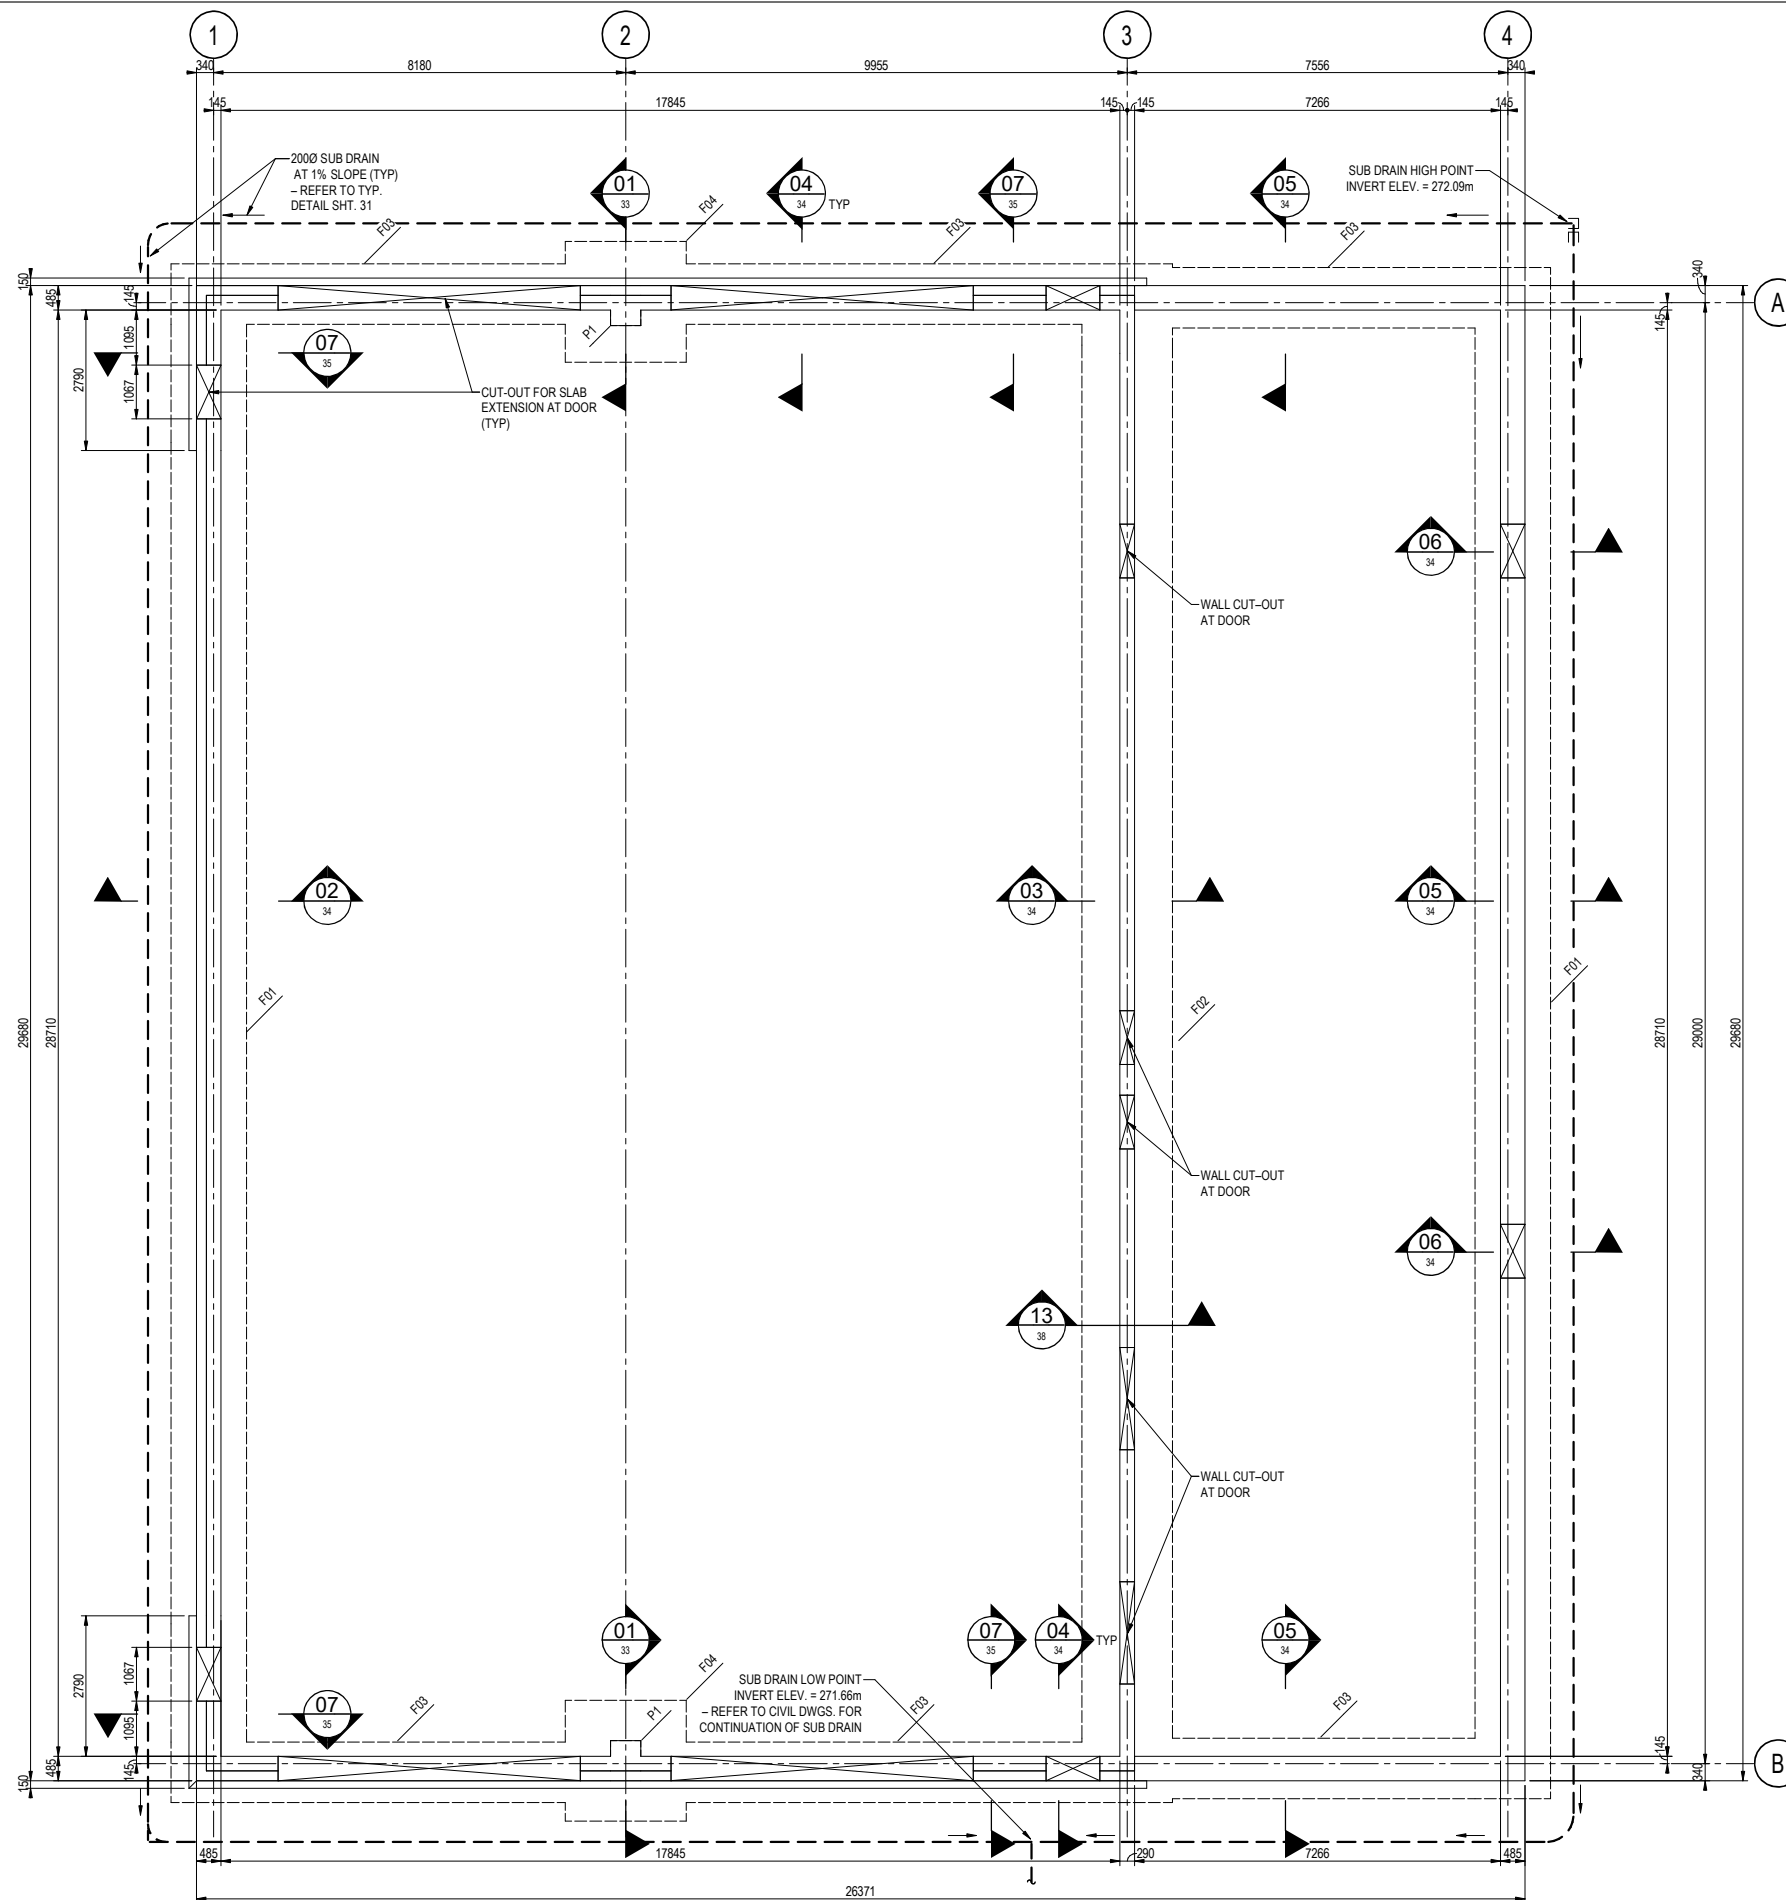 1
2
3
4
340
8180
9955
7556
340
145
17845
145
145
7266
145
200Ø SUB DRAIN
AT 1% SLOPE (TYP)
– REFER TO TYP.
DETAIL SHT. 31
01
33
04
34
TYP
07
35
05
34
SUB DRAIN HIGH POINT
INVERT ELEV. = 272.09m
F03
F04
F03
F03
150
485
145
340
A
145
1095
2790
1067
07
35
P1
CUT-OUT FOR SLAB
EXTENSION AT DOOR
(TYP)
06
34
WALL CUT–OUT
AT DOOR
02
34
03
34
05
34
F01
F02
F01
29680
28710
28710
29000
29680
WALL CUT–OUT
AT DOOR
06
34
13
38
WALL CUT–OUT
AT DOOR
01
33
07
35
04
34
TYP
05
34
2790
1067
1095
07
35
F03
F04
P1
SUB DRAIN LOW POINT
INVERT ELEV. = 271.66m
– REFER TO CIVIL DWGS. FOR
CONTINUATION OF SUB DRAIN
F03
F03
485
145
150
145
340
B
485
17845
290
7266
485
26371